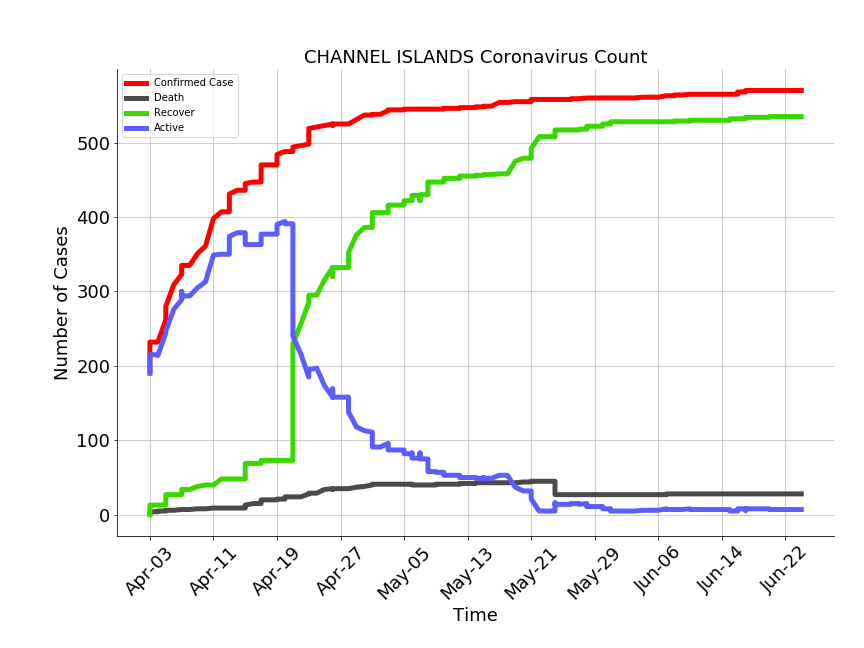 CHANNEL ISLANDS Coronavirus Count
Confirmed Case
Death
Recover
Active
Number of Cases
500
400
300
200
100
0
Apr-03
Apr-11
Apr-19
Apr-27
May-05
May-13
May-21
May-29
Jun-06
Jun-14
Jun-22
Time